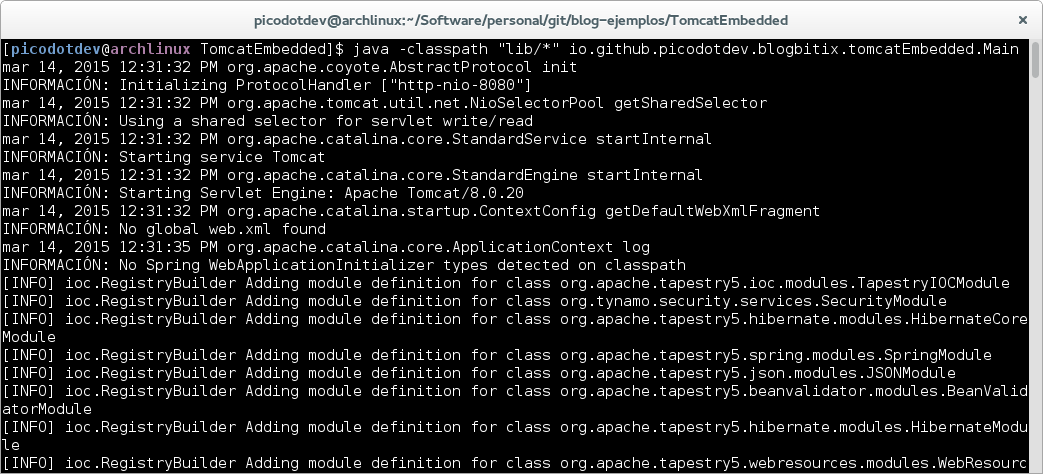 picodotdev@archlinux:~/Software/personal/git/blog-ejemplos/TomcatEmbedded
[picodotdev@archlinux TomcatEmbedded]$ java -classpath "lib/*" io.github.picodotdev.blogbitix.tomcatEmbedded.Main
mar 14, 2015 12:31:32 PM org.apache.coyote.AbstractProtocol init
INFORMACIÓN: Initializing ProtocolHandler ["http-nio-8080"]
mar 14, 2015 12:31:32 PM org.apache.tomcat.util.net.NioSelectorPool getSharedSelector
INFORMACIÓN: Using a shared selector for servlet write/read
mar 14, 2015 12:31:32 PM org.apache.catalina.core.StandardService startInternal
INFORMACIÓN: Starting service Tomcat
mar 14, 2015 12:31:32 PM org.apache.catalina.core.StandardEngine startInternal
INFORMACIÓN: Starting Servlet Engine: Apache Tomcat/8.0.20
mar 14, 2015 12:31:32 PM org.apache.catalina.startup.ContextConfig getDefaultWebXmlFragment
INFORMACIÓN: No global web.xml found
mar 14, 2015 12:31:35 PM org.apache.catalina.core.ApplicationContext log
INFORMACIÓN: No Spring WebApplicationInitializer types detected on classpath
[INFO] ioc.RegistryBuilder Adding module definition for class org.apache.tapestry5.ioc.modules.TapestryIOCModule
[INFO] ioc.RegistryBuilder Adding module definition for class org.tynamo.security.services.SecurityModule
[INFO] ioc.RegistryBuilder Adding module definition for class org.apache.tapestry5.hibernate.modules.HibernateCore
Module
[INFO] ioc.RegistryBuilder Adding module definition for class org.apache.tapestry5.spring.modules.SpringModule
[INFO] ioc.RegistryBuilder Adding module definition for class org.apache.tapestry5.json.modules.JSONModule
[INFO] ioc.RegistryBuilder Adding module definition for class org.apache.tapestry5.beanvalidator.modules.BeanValid
atorModule
[INFO] ioc.RegistryBuilder Adding module definition for class org.apache.tapestry5.hibernate.modules.HibernateModu
le
[INFO] ioc.RegistryBuilder Adding module definition for class org.apache.tapestry5.webresources.modules.WebResourc